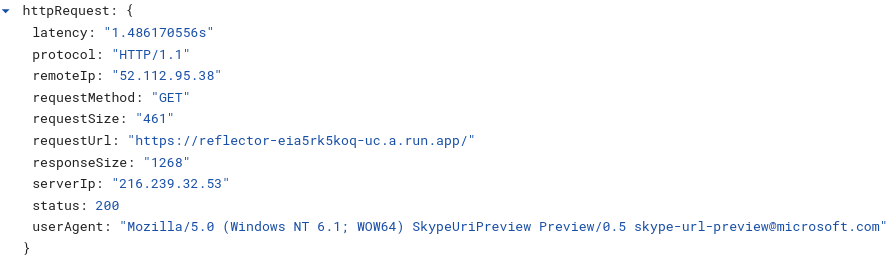 httpRequest: {
latency: "1.486170556s"
protocol: "HTTP/1.1"
remoteIp: "52.112.95.38"
requestMethod: "GET"
requestSize: "461"
requestUrl: "https://reflector-eia5rk5koq-uc.a.run.app/"
responseSize: "1268"
serverIp: "216.239.32.53"
status: 200
userAgent: "Mozilla/5.0 (Windows NT 6.1; WOW64) SkypeUriPreview Preview/0.5 skype-url-preview@microsoft.com"
}